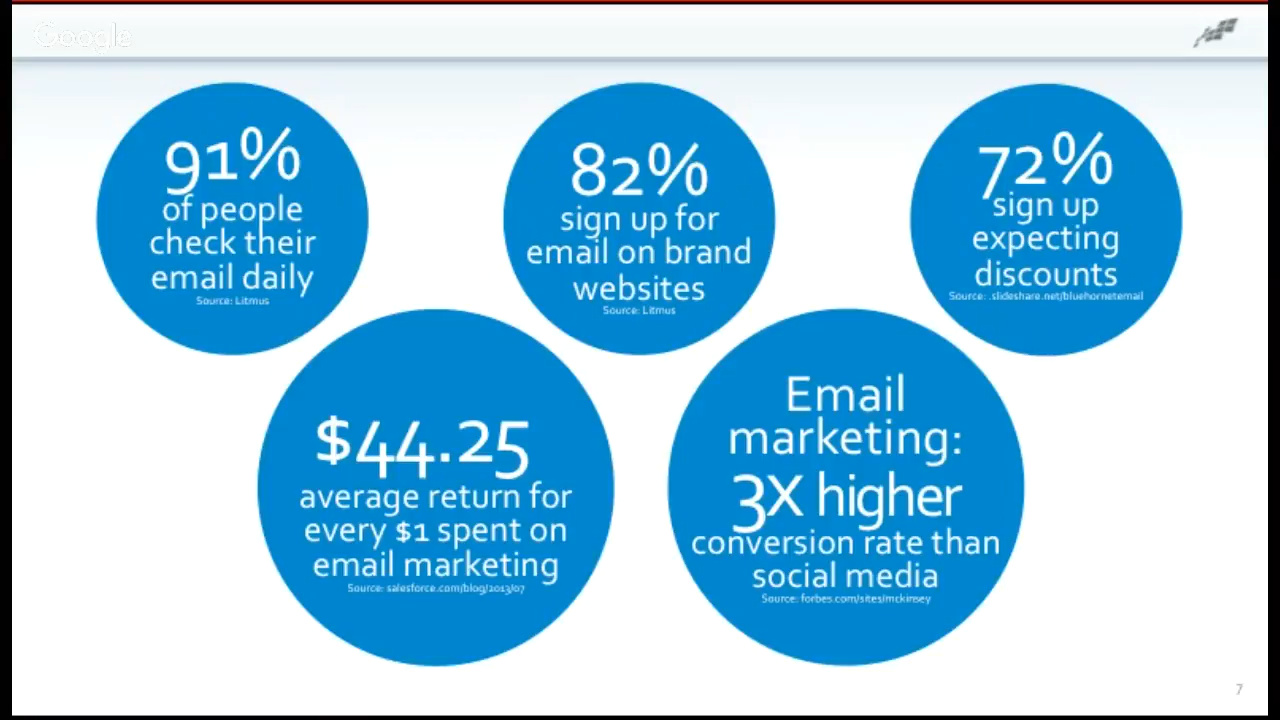 Google
91%
of people
check their
email daily
Source: Litmus
82%
sign up for
email on brand
websites
Source: Litmus
72%
sign up
expecting
discounts
Source: .slideshare.net/bluehornetemail
$44.25
average return for
every $1 spent on
email marketing
Source: salesforce.com/blog/2013/07
Email
marketing:
3X higher
conversion rate than
social media
Source: forbes.com/sites/mckinsey
7